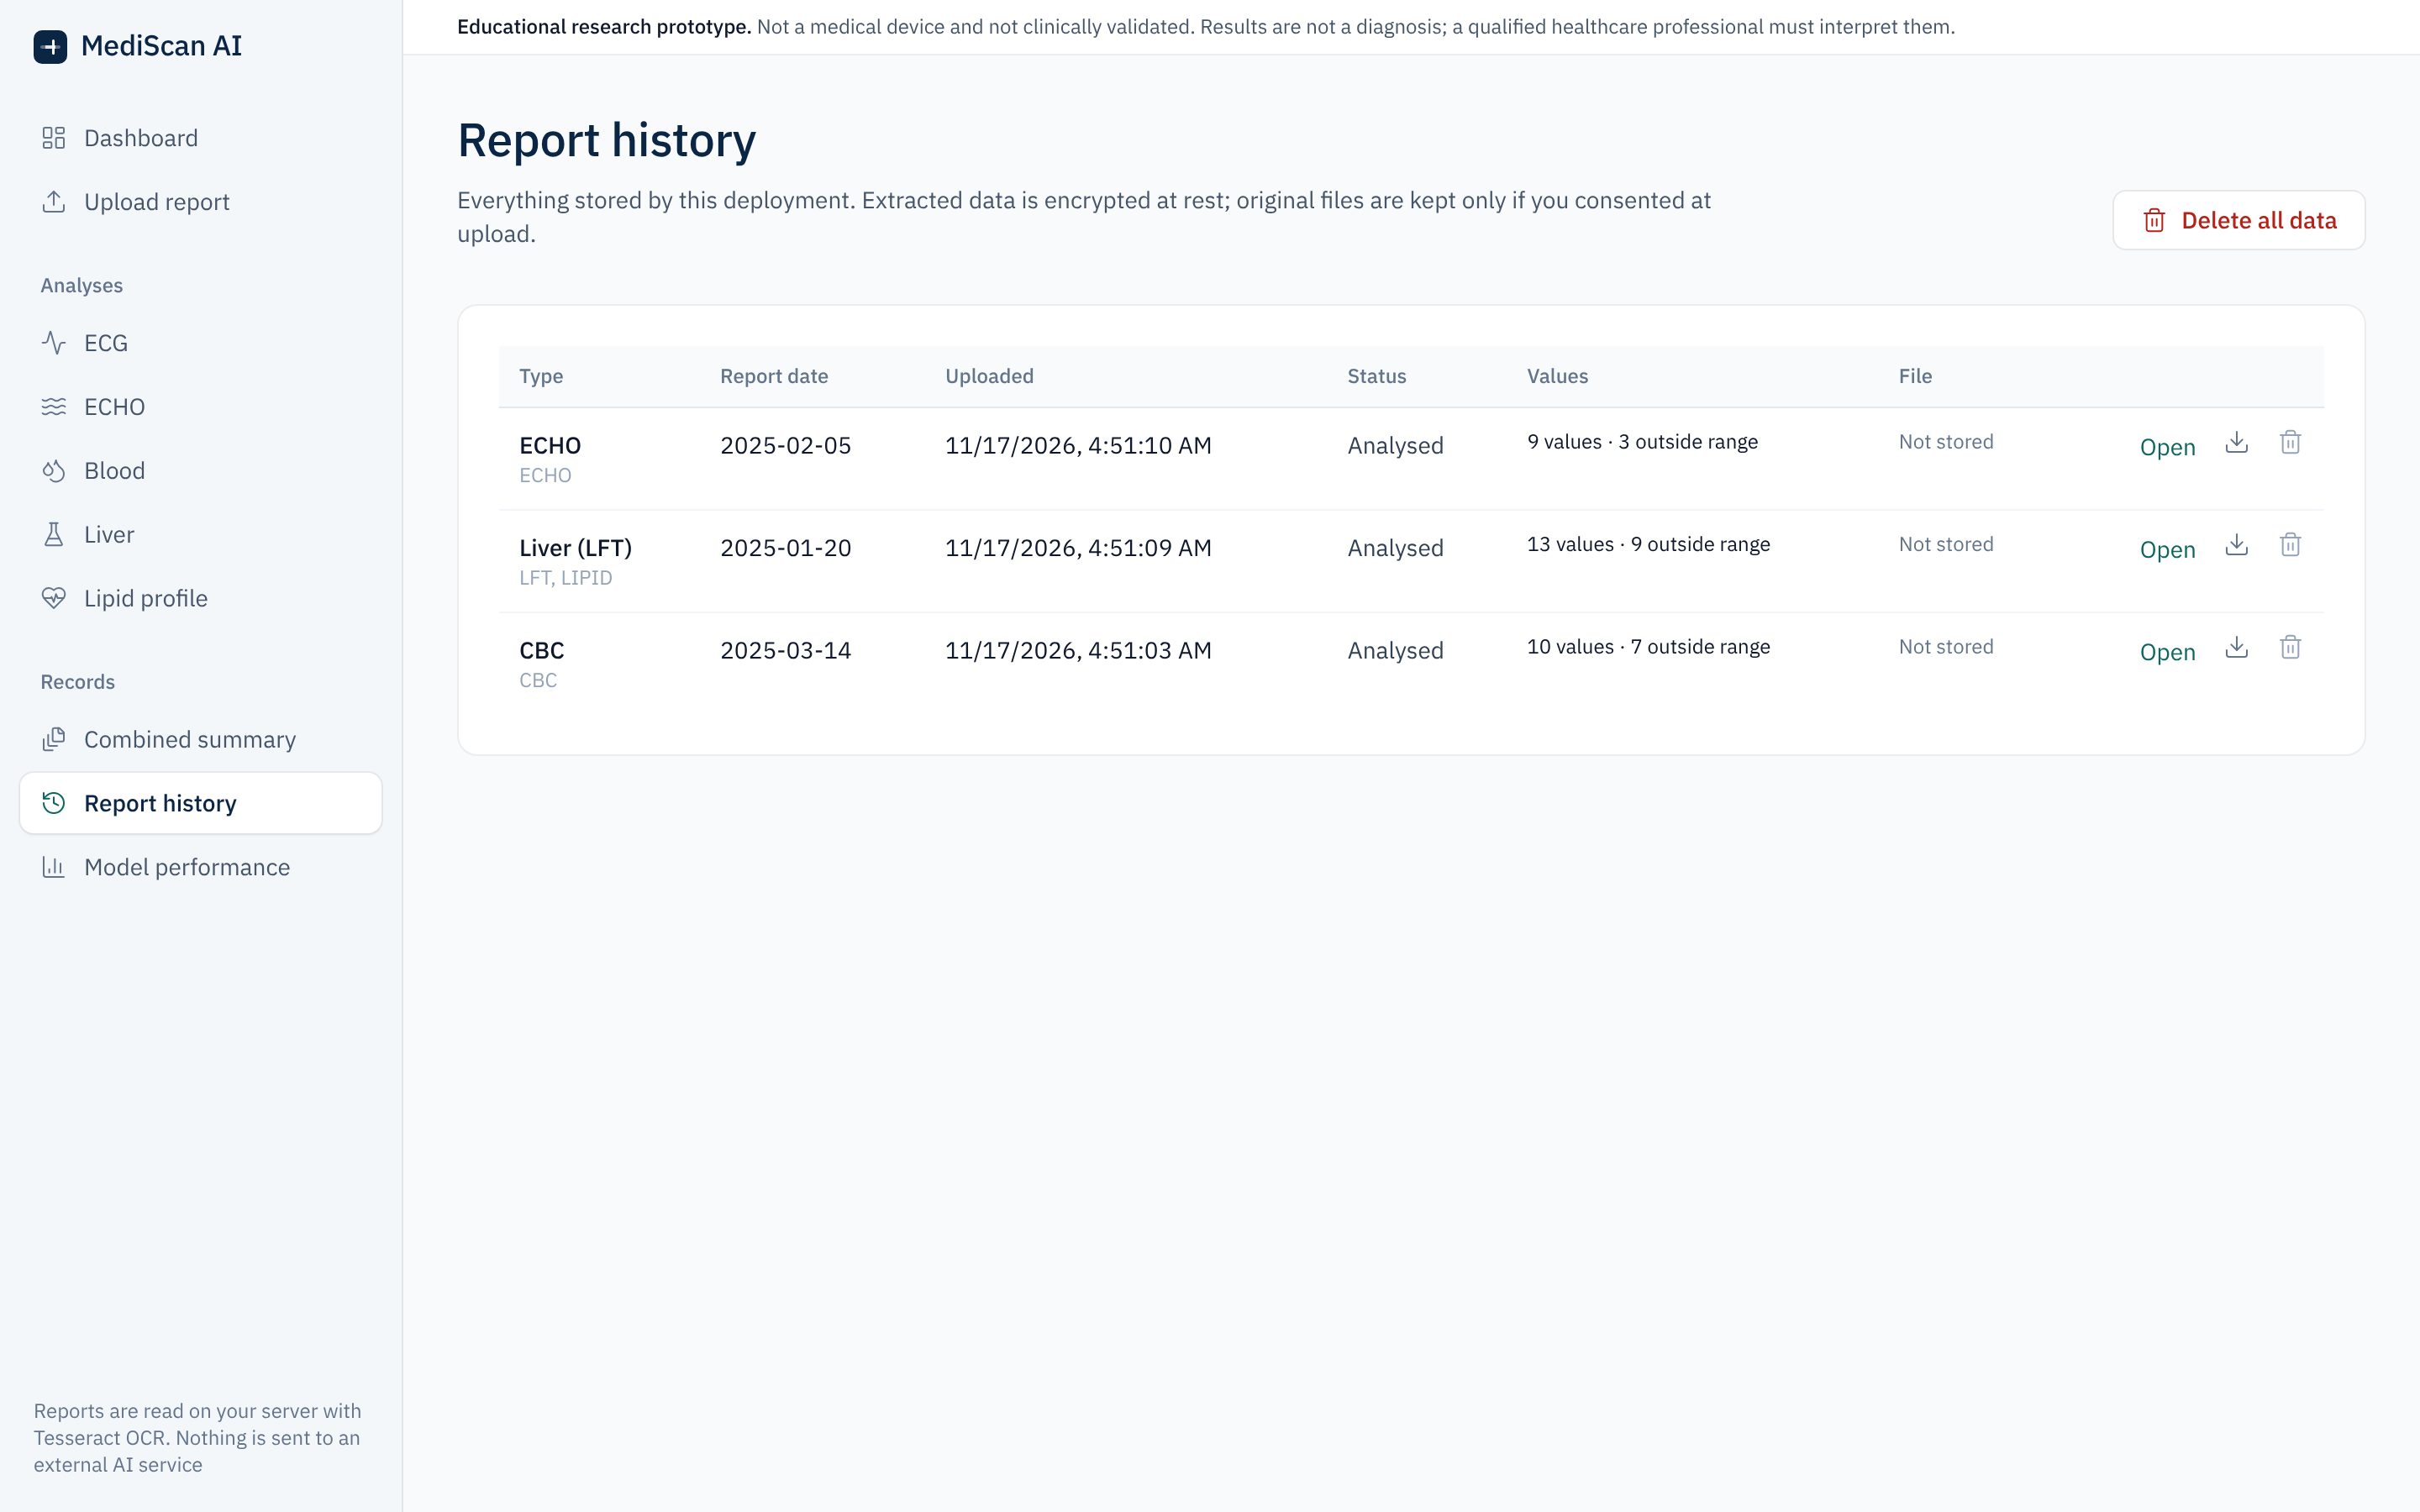 MediScan AI
Dashboard
Upload report
Analyses
ECG
ECHO
Blood
Liver
Lipid profile
Records
Combined summary
Report history
Model performance
Reports are read on your server with
Tesseract OCR. Nothing is sent to an
external AI service
Educational research prototype. Not a medical device and not clinically validated. Results are not a diagnosis; a qualified healthcare professional must interpret them.
Report history
Everything stored by this deployment. Extracted data is encrypted at rest; original files are kept only if you consented at
upload.
Delete all data
Type Report date Uploaded Status Values File
ECHO 2025-02-05 11/17/2026, 4:51:10 AM Analysed 9 values · 3 outside range Not stored Open
ECHO
Liver (LFT) 2025-01-20 11/17/2026, 4:51:09 AM Analysed 13 values · 9 outside range Not stored Open
LFT, LIPID
CBC 2025-03-14 11/17/2026, 4:51:03 AM Analysed 10 values · 7 outside range Not stored Open
CBC